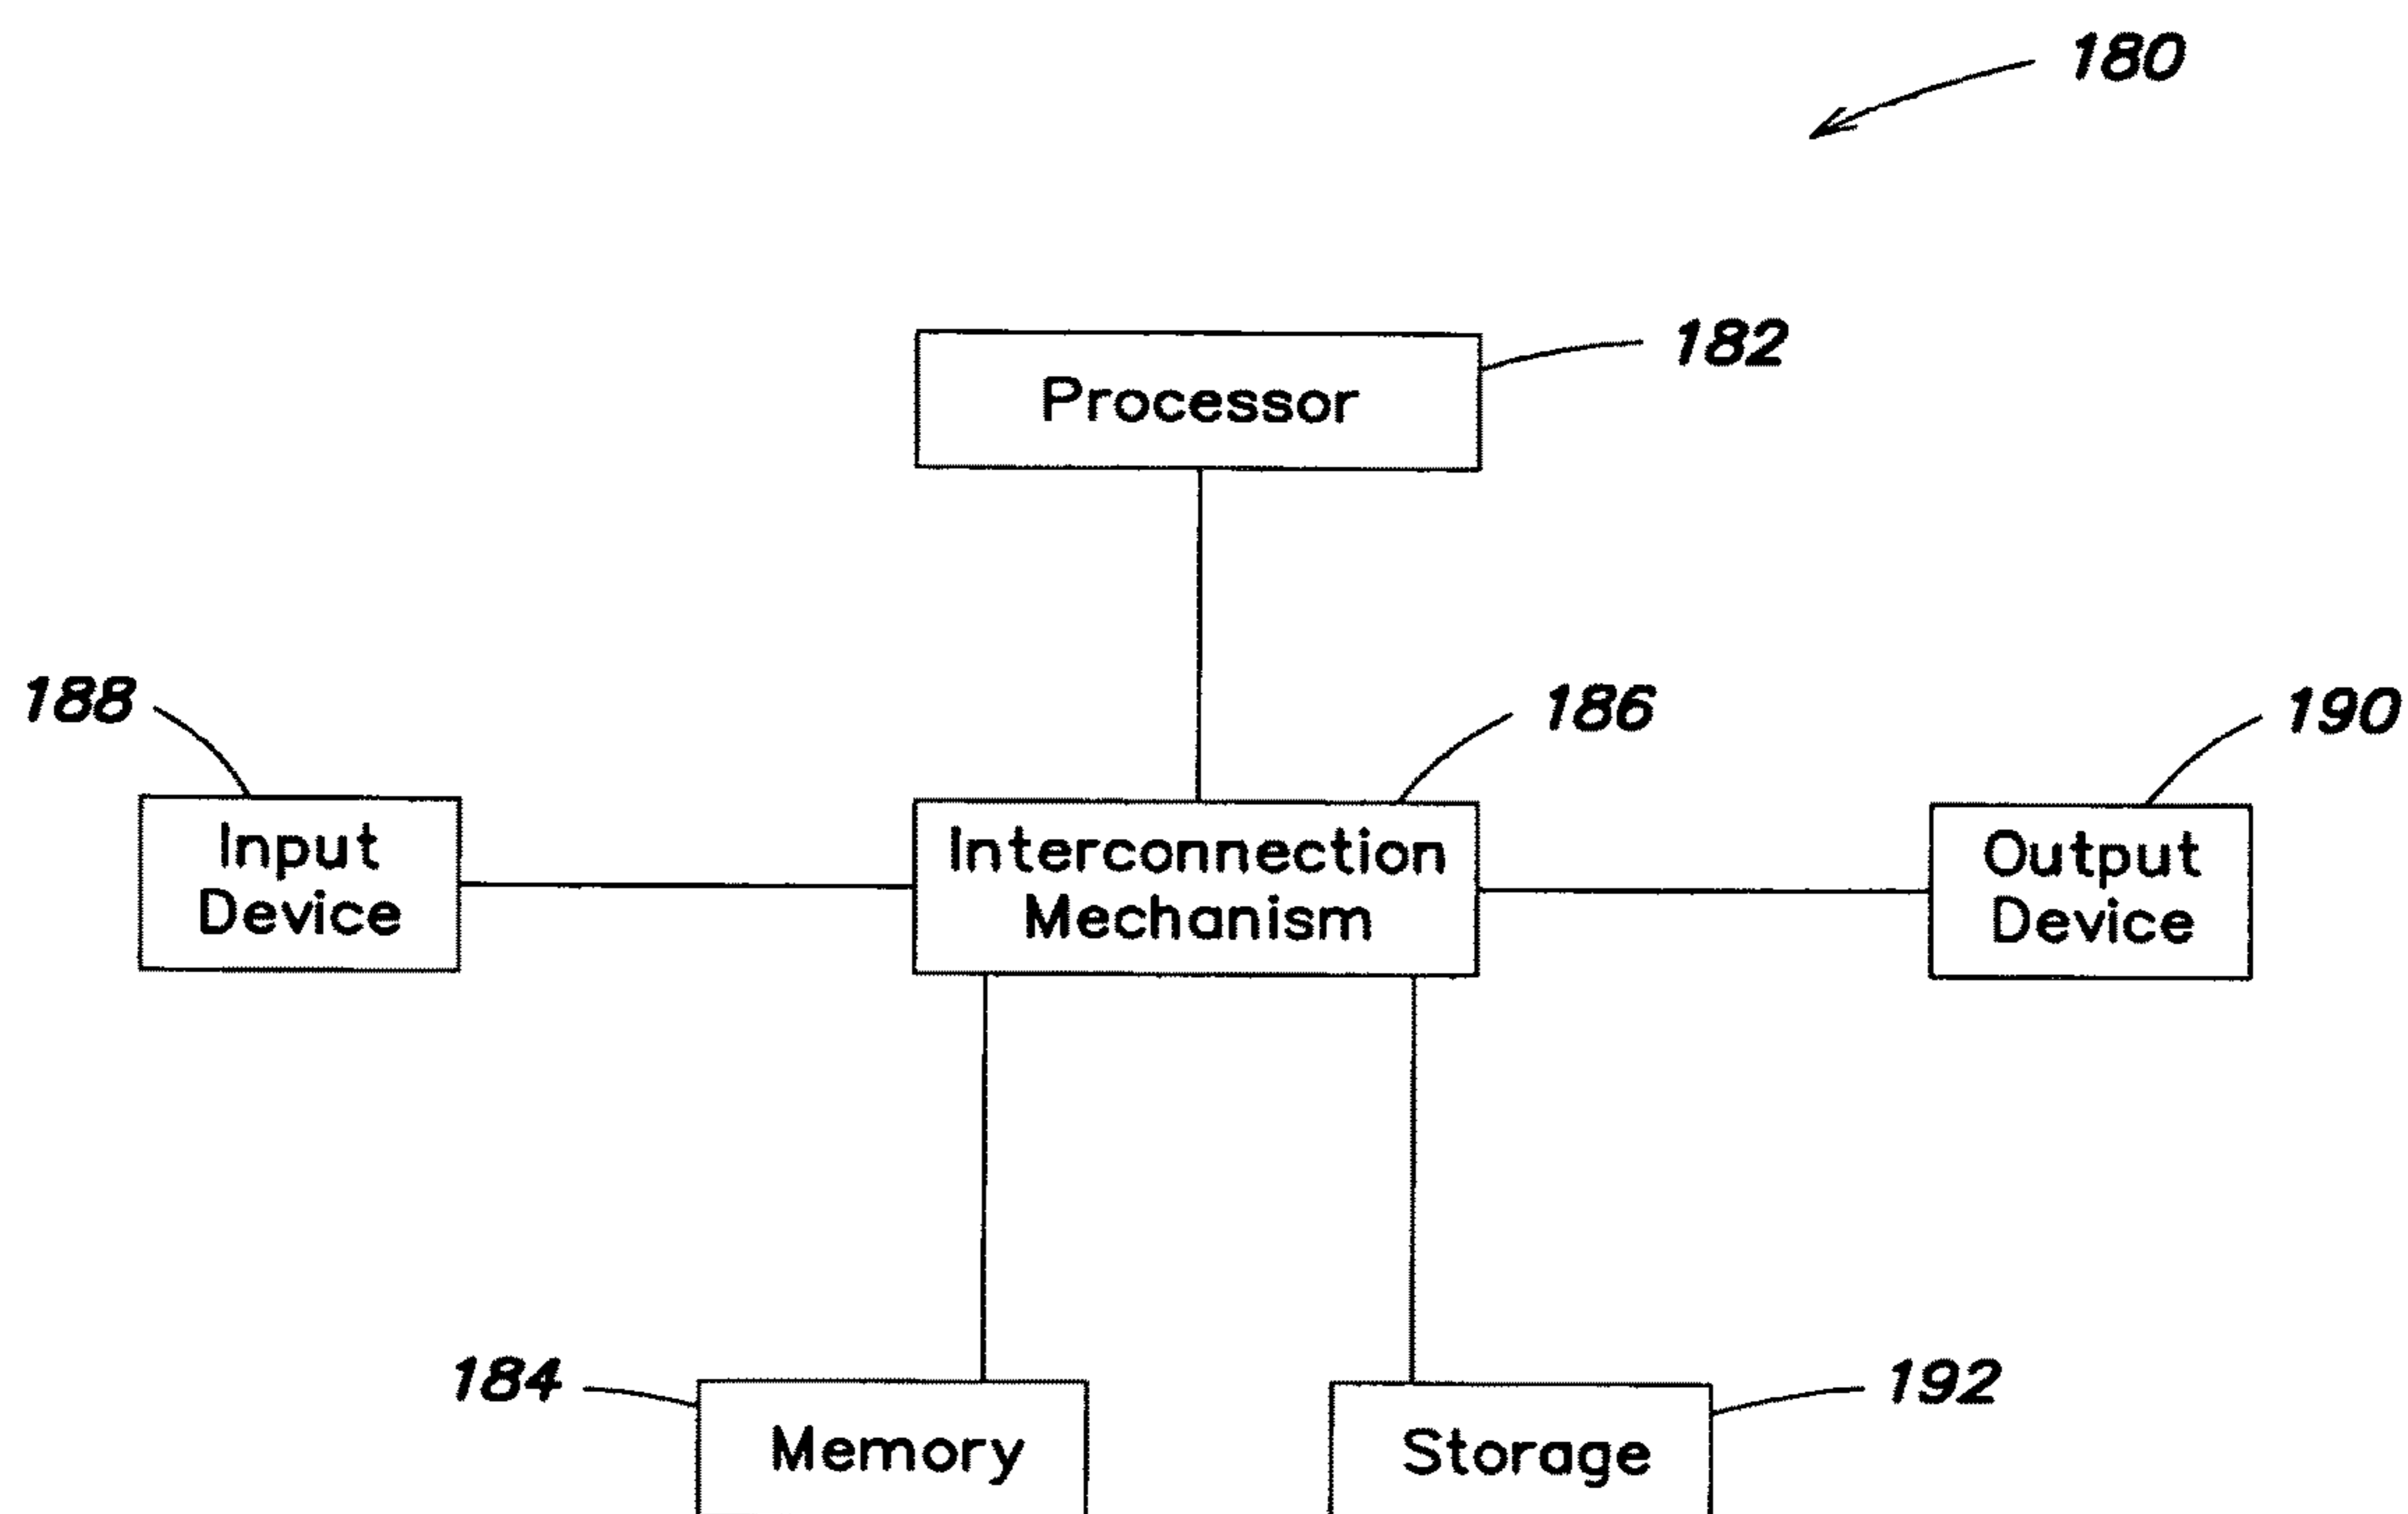 180
182
Processor
188
186
190
Input
Device
Interconnection
Mechanism
Output
Device
184
192
Memory
Storage